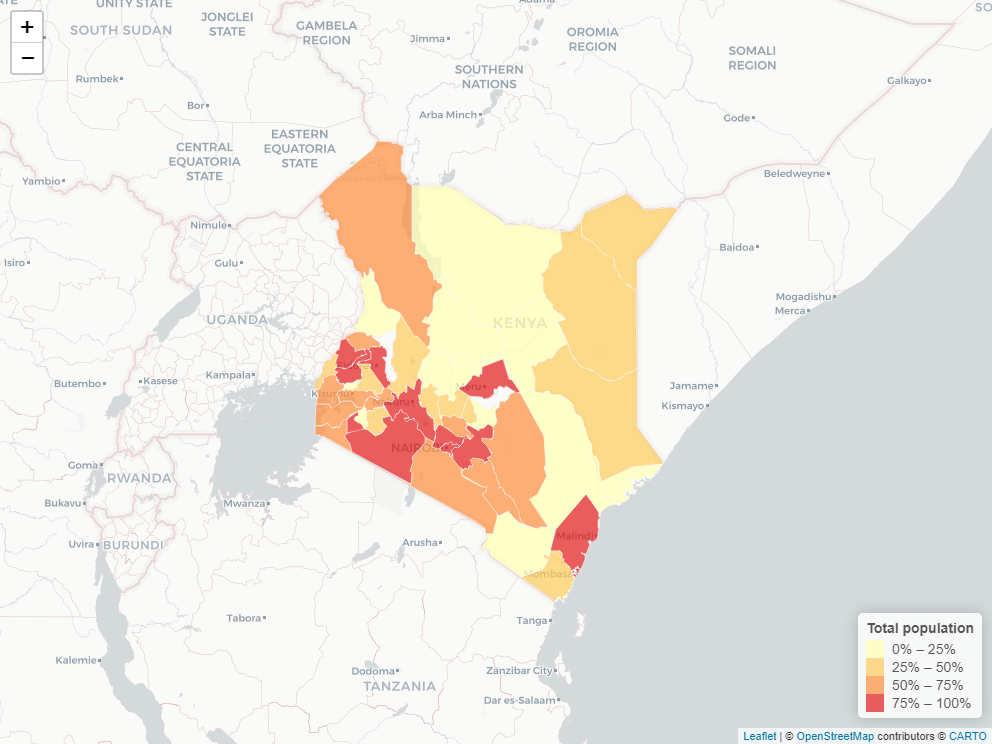 +
−
UNITY STATE
SOUTH SUDAN
JONGLEI
STATE
GAMBELA
REGION
Jimma
OROMIA
REGION
SOMALI
REGION
SOUTHERN
NATIONS
Rumbek
Galkayo
Bor
Arba Minch
Gode
EASTERN
EQUATORIA
STATE
CENTRAL
EQUATORIA
STATE
Yambio
Beledweyne
Nimule
Baidoa
Isiro
Gulu
Mogadishu
Merca
UGANDA
KENYA
Butembo
Kasese
Kampala
Meru
Jamame
Kismayo
Kisumu
Nakuru
NAIROBI
Goma
RWANDA
Bukavu
Mwanza
Uvira
BURUNDI
Arusha
Malindi
Mombasa
Tabora
Tanga
Kalemie
Dodoma
Zanzibar City
TANZANIA
Dar es-Salaam
Total population
0% – 25%
25% – 50%
50% – 75%
75% – 100%
Leaflet | © OpenStreetMap contributors © CARTO